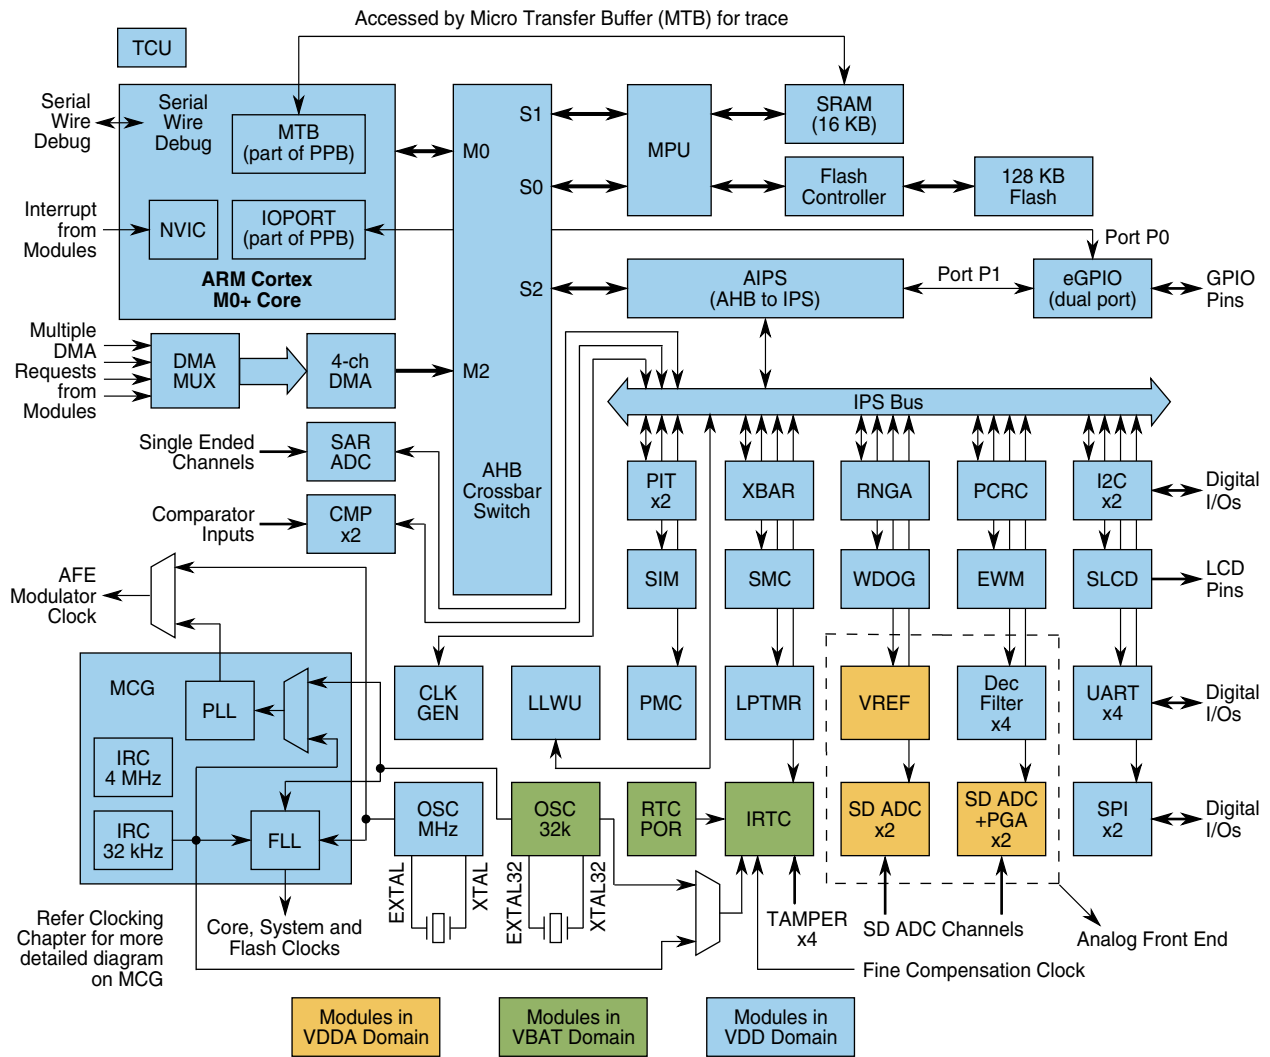 Accessed by Micro Transfer Buffer (MTB) for trace
TCU
Serial
Wire
Debug
Serial
Wire
Debug
MTB
(part of PPB)
Interrupt
from
Modules
NVIC
IOPORT
(part of PPB)
ARM Cortex
M0+ Core
M0
S1
S0
S2
M2
AHB
Crossbar
Switch
MPU
SRAM
(16 KB)
Flash
Controller
128 KB
Flash
Port P0
AIPS
(AHB to IPS)
Port P1
eGPIO
(dual port)
GPIO
Pins
Multiple
DMA
Requests
from
Modules
DMA
MUX
4-ch
DMA
IPS Bus
Single Ended
Channels
SAR
ADC
Comparator
Inputs
CMP
x2
PIT
x2
XBAR
RNGA
PCRC
I2C
x2
Digital
I/Os
AFE
Modulator
Clock
SIM
SMC
WDOG
EWM
SLCD
LCD
Pins
MCG
PLL
IRC
4 MHz
IRC
32 kHz
FLL
CLK
GEN
LLWU
PMC
LPTMR
VREF
Dec
Filter
x4
UART
x4
Digital
I/Os
OSC
MHz
OSC
32k
RTC
POR
IRTC
SD ADC
x2
SD ADC
+PGA
x2
SPI
x2
Digital
I/Os
EXTAL
XTAL
EXTAL32
XTAL32
Refer Clocking
Chapter for more
detailed diagram
on MCG
Core, System and
Flash Clocks
TAMPER
x4
SD ADC Channels
Analog Front End
Fine Compensation Clock
Modules in
VDDA Domain
Modules in
VBAT Domain
Modules in
VDD Domain